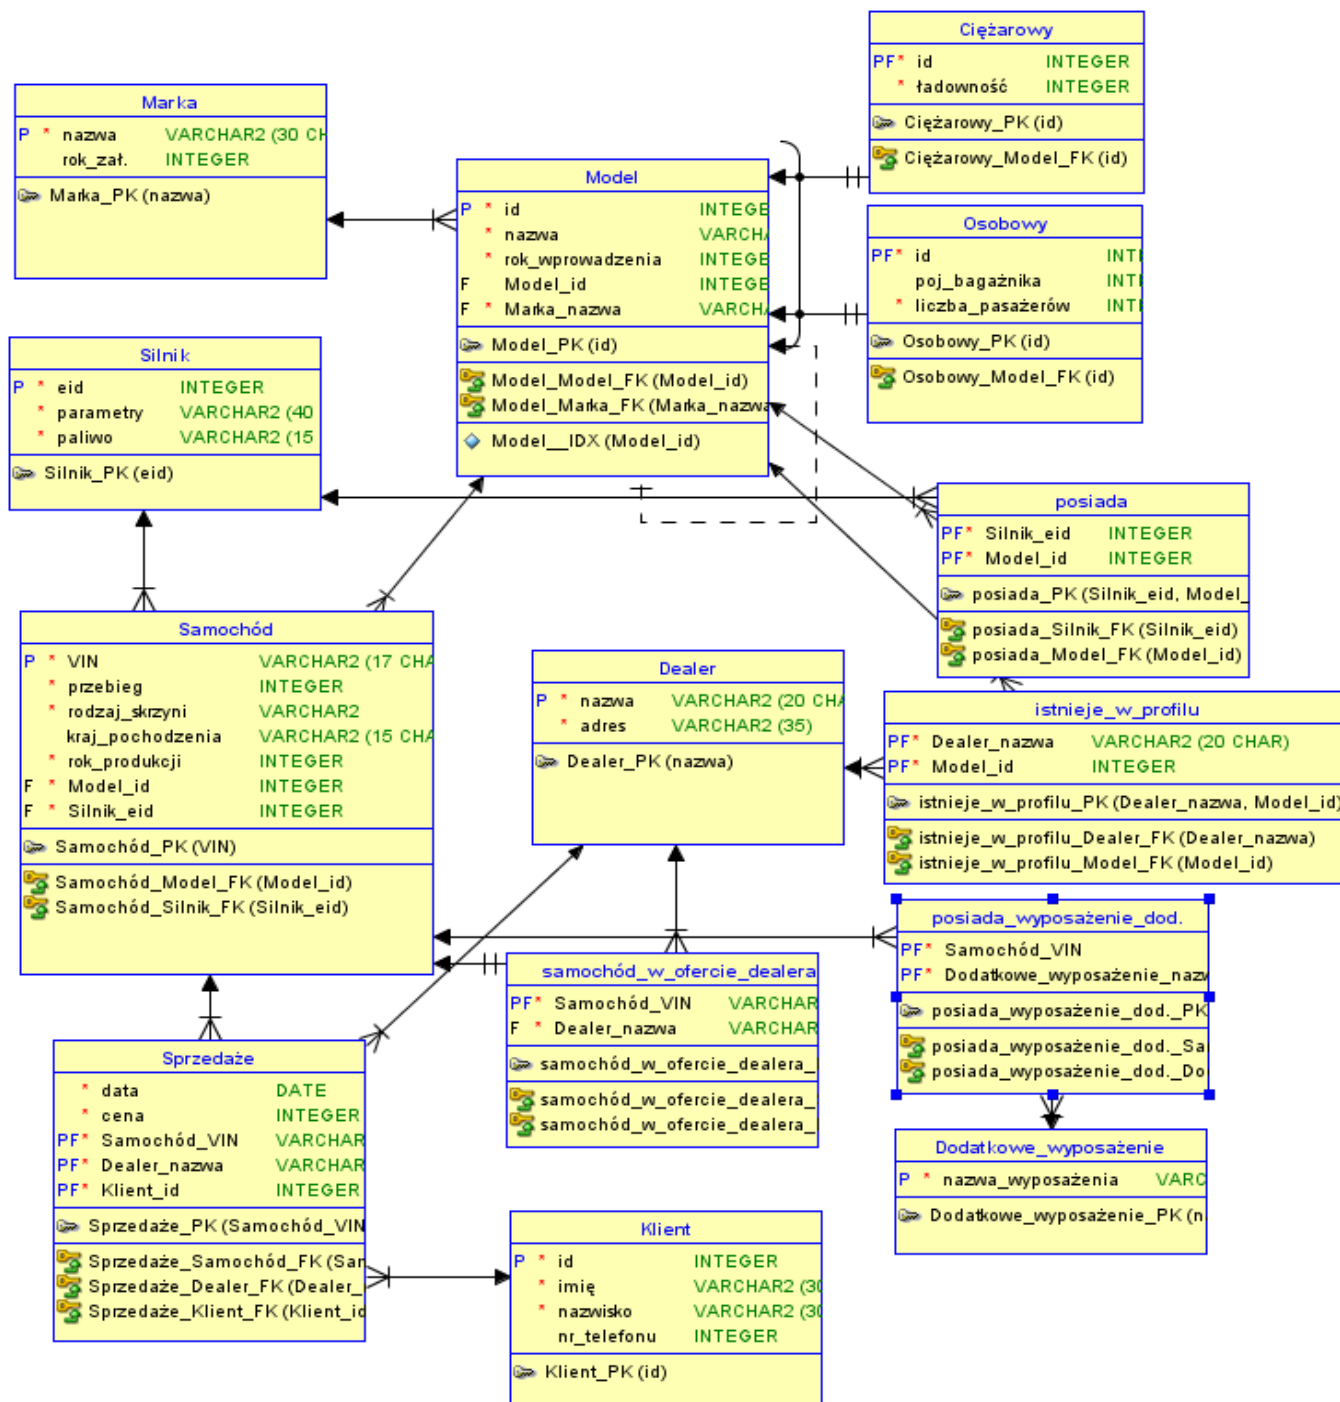 Ciężarowy
PF* id INTEGER
* ładowność INTEGER
Ciężarowy_PK (id)
Ciężarowy_Model_FK (id)
Marka
P * nazwa VARCHAR2 (30 CH
rok_zał. INTEGER
Marka_PK (nazwa)
Model
P * id INTEGE
* nazwa VARCHA
* rok_wprowadzenia INTEGE
F Model_id INTEGE
F * Marka_nazwa VARCHA
Model_PK (id)
Model_Model_FK (Model_id)
Model_Marka_FK (Marka_nazwa
Model__IDX (Model_id)
Osobowy
PF* id INTE
poj_bagażnika INTE
* liczba_pasażerów INTE
Osobowy_PK (id)
Osobowy_Model_FK (id)
Silnik
P * eid INTEGER
* parametry VARCHAR2 (40
* paliwo VARCHAR2 (15
Silnik_PK (eid)
posiada
PF* Silnik_eid INTEGER
PF* Model_id INTEGER
posiada_PK (Silnik_eid, Model_
posiada_Silnik_FK (Silnik_eid)
posiada_Model_FK (Model_id)
Samochód
P * VIN VARCHAR2 (17 CHA
* przebieg INTEGER
* rodzaj_skrzyni VARCHAR2
kraj_pochodzenia VARCHAR2 (15 CHA
* rok_produkcji INTEGER
F * Model_id INTEGER
F * Silnik_eid INTEGER
Samochód_PK (VIN)
Samochód_Model_FK (Model_id)
Samochód_Silnik_FK (Silnik_eid)
Dealer
P * nazwa VARCHAR2 (20 CHA
* adres VARCHAR2 (35)
Dealer_PK (nazwa)
istnieje_w_profilu
PF* Dealer_nazwa VARCHAR2 (20 CHAR)
PF* Model_id INTEGER
istnieje_w_profilu_PK (Dealer_nazwa, Model_id)
istnieje_w_profilu_Dealer_FK (Dealer_nazwa)
istnieje_w_profilu_Model_FK (Model_id)
posiada_wyposażenie_dod.
PF* Samochód_VIN
PF* Dodatkowe_wyposażenie_nazw
posiada_wyposażenie_dod._PK
posiada_wyposażenie_dod._Sa
posiada_wyposażenie_dod._Do
samochód_w_ofercie_dealera
PF* Samochód_VIN VARCHAR
F * Dealer_nazwa VARCHAR
samochód_w_ofercie_dealera_
samochód_w_ofercie_dealera_
samochód_w_ofercie_dealera_
Sprzedaże
* data DATE
* cena INTEGER
PF* Samochód_VIN VARCHAR
PF* Dealer_nazwa VARCHAR
PF* Klient_id INTEGER
Sprzedaże_PK (Samochód_VIN
Sprzedaże_Samochód_FK (Sar
Sprzedaże_Dealer_FK (Dealer_
Sprzedaże_Klient_FK (Klient_id
Dodatkowe_wyposażenie
P * nazwa_wyposażenia VARC
Dodatkowe_wyposażenie_PK (n
Klient
P * id INTEGER
* imię VARCHAR2 (30
* nazwisko VARCHAR2 (30
nr_telefonu INTEGER
Klient_PK (id)